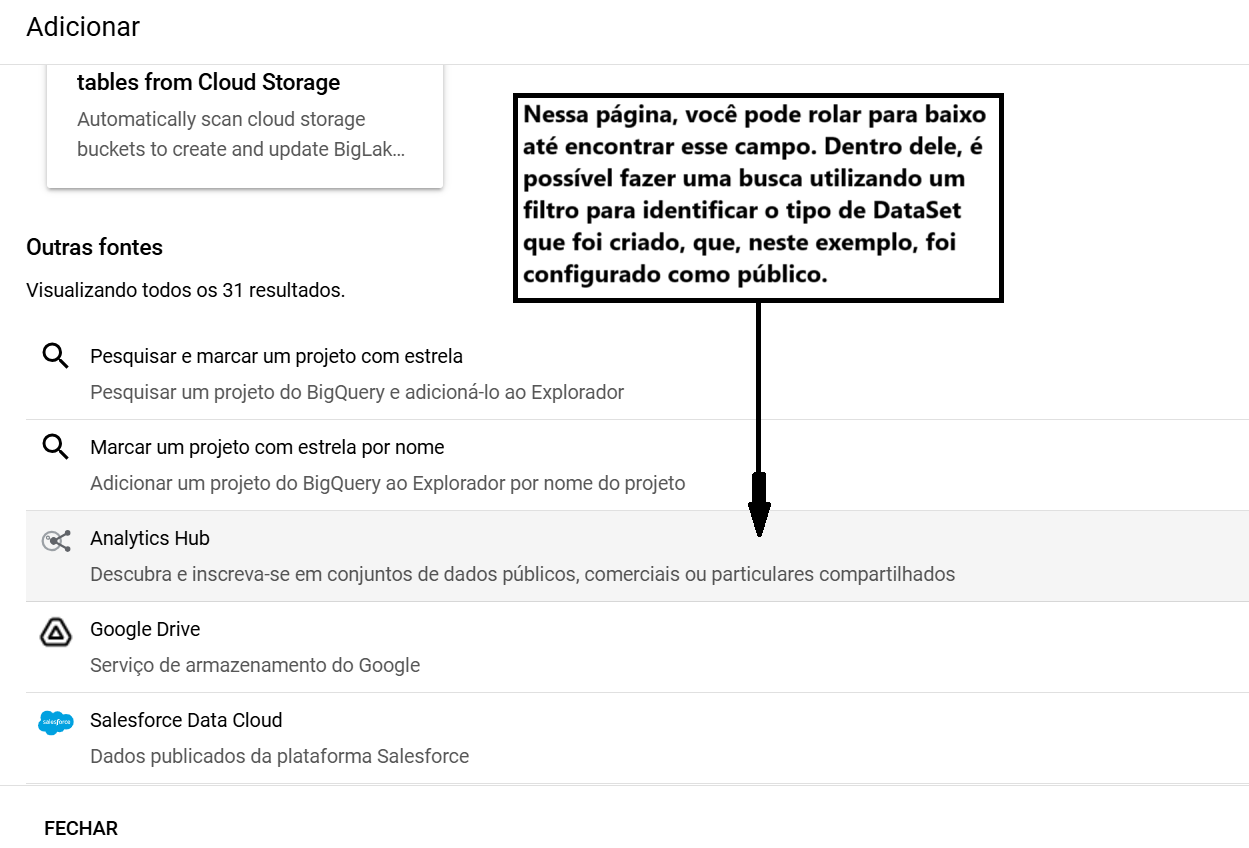 Adicionar
tables from Cloud Storage
Automatically scan cloud storage
buckets to create and update BigLak...
Nessa página, você pode rolar para baixo
até encontrar esse campo. Dentro dele, é
possível fazer uma busca utilizando um
filtro para identificar o tipo de DataSet
que foi criado, que, neste exemplo, foi
configurado como público.
Outras fontes
Visualizando todos os 31 resultados.
Pesquisar e marcar um projeto com estrela
Pesquisar um projeto do BigQuery e adicioná-lo ao Explorador
Marcar um projeto com estrela por nome
Adicionar um projeto do BigQuery ao Explorador por nome do projeto
Analytics Hub
Descubra e inscreva-se em conjuntos de dados públicos, comerciais ou particulares compartilhados
Google Drive
Serviço de armazenamento do Google
salesforce
Salesforce Data Cloud
Dados publicados da plataforma Salesforce
FECHAR